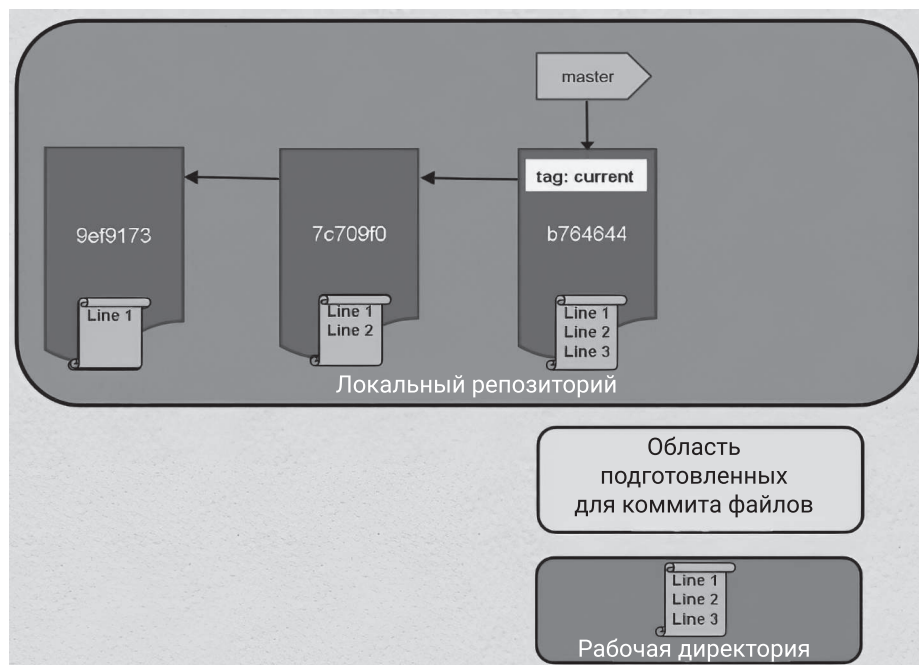 master
tag: current
9ef9173
7c709f0
b764644
Line 1
Line 1
Line 2
Line 1
Line 2
Line 3
Локальный репозиторий
Область
подготовленных
для коммита файлов
Line 1
Line 2
Line 3
Рабочая директория